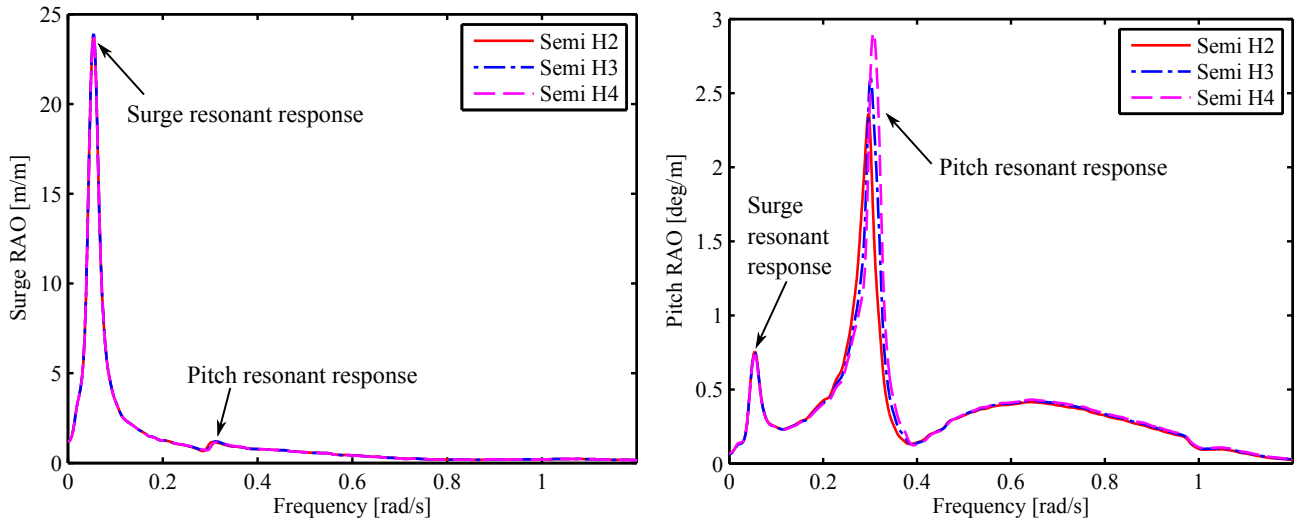 25
20
15
10
5
0
0
0.2
0.4
0.6
0.8
1
Surge RAO [m/m]
Frequency [rad/s]
Semi H2
Semi H3
Semi H4
Surge resonant response
Pitch resonant response
3
2.5
2
1.5
1
0.5
0
0
0.2
0.4
0.6
0.8
1
Pitch RAO [deg/m]
Frequency [rad/s]
Semi H2
Semi H3
Semi H4
Pitch resonant response
Surge
resonant
response